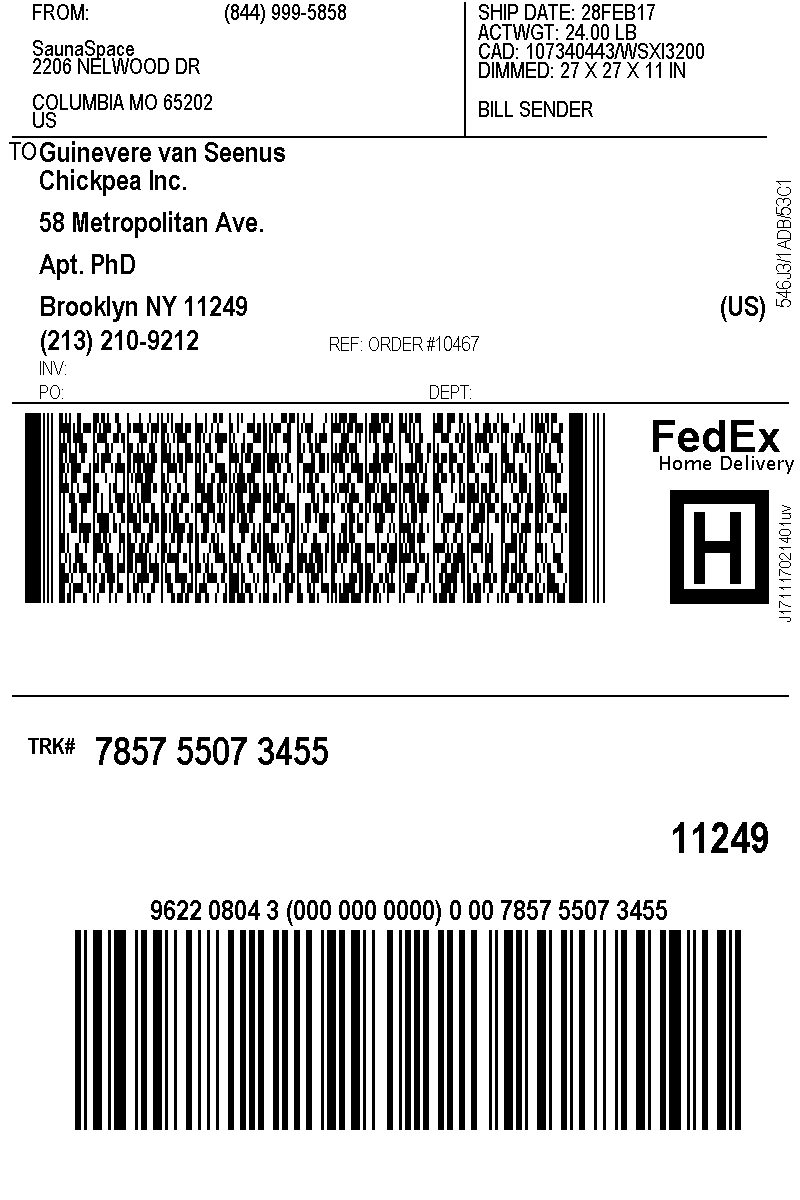 FROM: (844) 999-5858
SaunaSpace
2206 NELWOOD DR
COLUMBIA MO 65202
US
SHIP DATE: 28FEB17
ACTWGT: 24.00 LB
CAD: 107340443/WSXI3200
DIMMED: 27 X 27 X 11 IN
BILL SENDER
TO Guinevere van Seenus
Chickpea Inc.
58 Metropolitan Ave.
Apt. PhD
Brooklyn NY 11249 (US)
(213) 210-9212 REF: ORDER #10467
INV:
PO: DEPT:
546J3/1ADB/53C1
FedEx
Home Delivery
H
J171117021401uv
TRK# 7857 5507 3455
11249
9622 0804 3 (000 000 0000) 0 00 7857 5507 3455